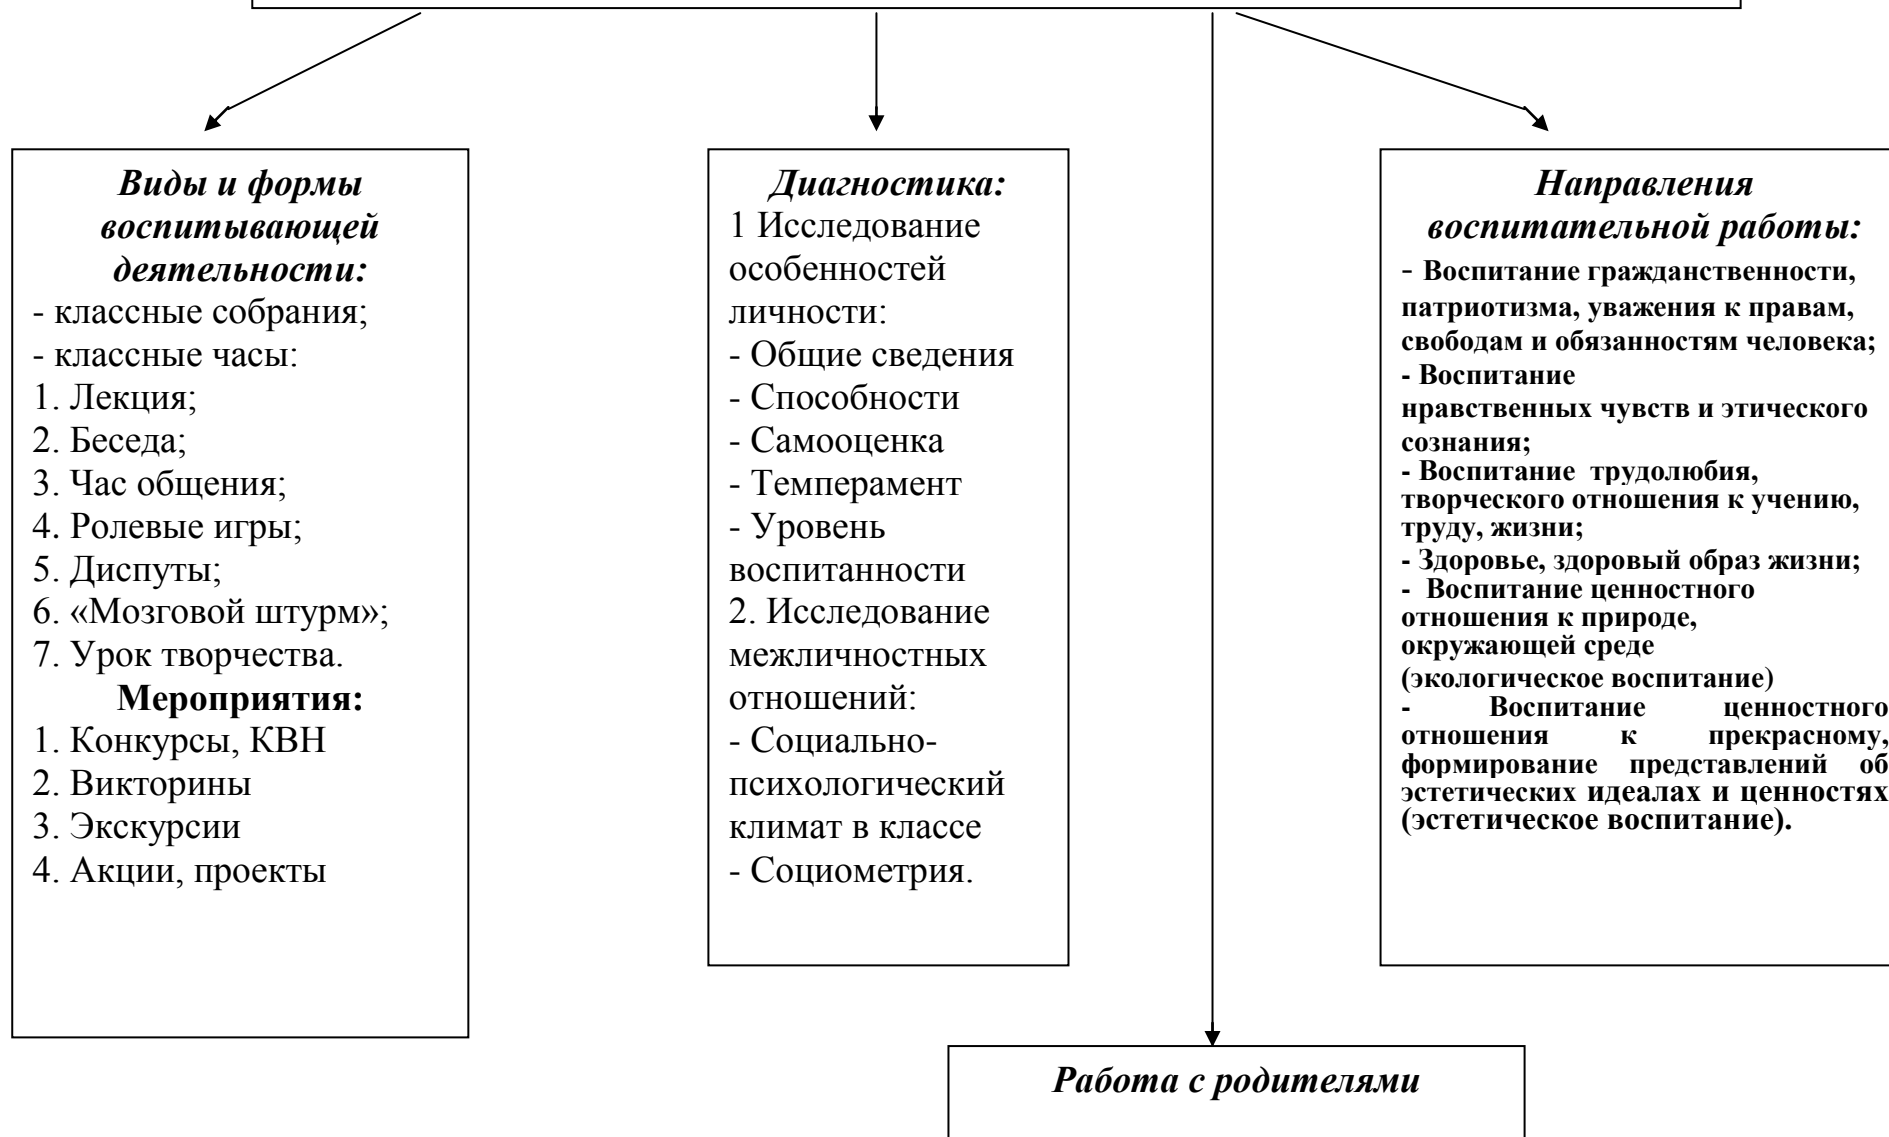 Виды и формы
воспитывающей
деятельности:
- классные собрания;
- классные часы:
1. Лекция;
2. Беседа;
3. Час общения;
4. Ролевые игры;
5. Диспуты;
6. «Мозговой штурм»;
7. Урок творчества.
Мероприятия:
1. Конкурсы, КВН
2. Викторины
3. Экскурсии
4. Акции, проекты
Диагностика:
1 Исследование
особенностей
личности:
- Общие сведения
- Способности
- Самооценка
- Темперамент
- Уровень
воспитанности
2. Исследование
межличностных
отношений:
- Социально-
психологический
климат в классе
- Социометрия.
Направления
воспитательной работы:
- Воспитание гражданственности,
патриотизма, уважения к правам,
свободам и обязанностям человека;
- Воспитание
нравственных чувств и этического
сознания;
- Воспитание трудолюбия,
творческого отношения к учению,
труду, жизни;
- Здоровье, здоровый образ жизни;
- Воспитание ценностного
отношения к природе,
окружающей среде
(экологическое воспитание)
- Воспитание ценностного
отношения к прекрасному,
формирование представлений об
эстетических идеалах и ценностях
(эстетическое воспитание).
Работа с родителями